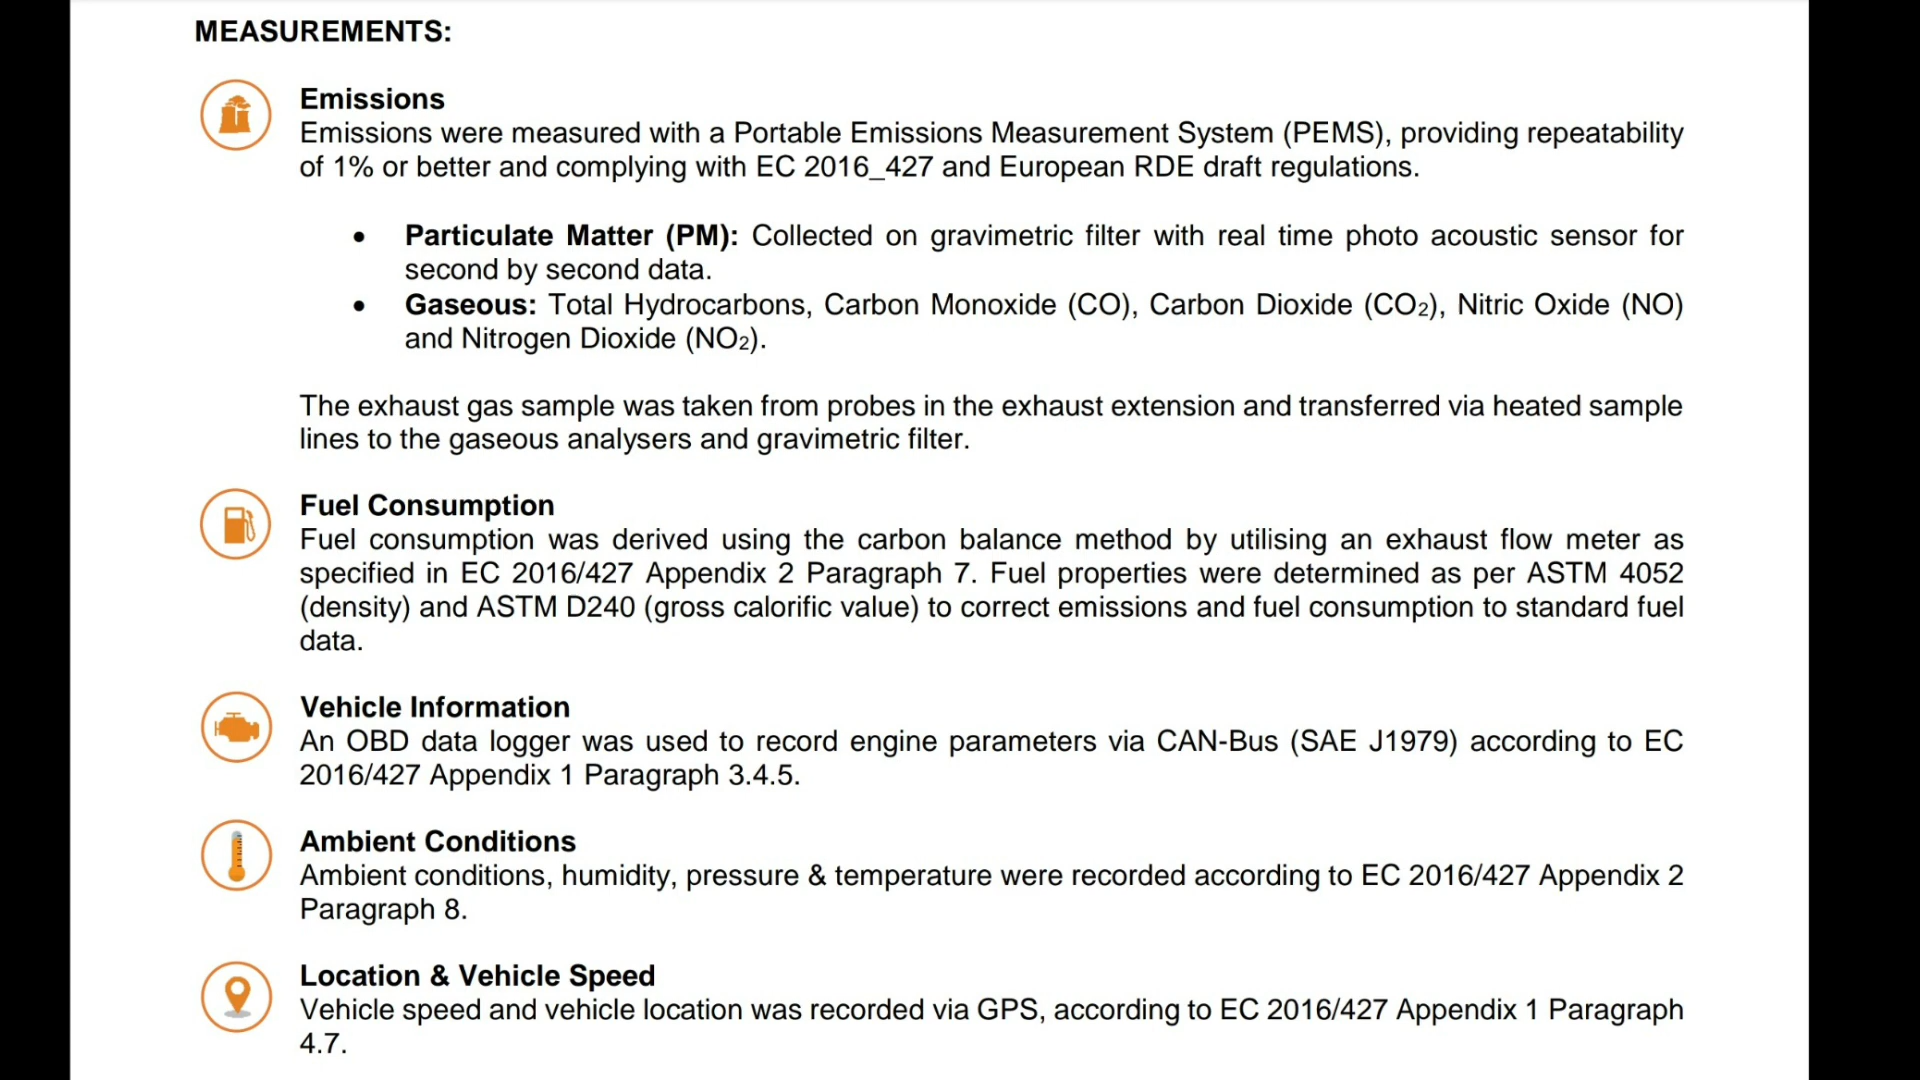 MEASUREMENTS:
Emissions
Emissions were measured with a Portable Emissions Measurement System (PEMS), providing repeatability
of 1% or better and complying with EC 2016_427 and European RDE draft regulations.
• Particulate Matter (PM): Collected on gravimetric filter with real time photo acoustic sensor for
second by second data.
• Gaseous: Total Hydrocarbons, Carbon Monoxide (CO), Carbon Dioxide (CO₂), Nitric Oxide (NO)
and Nitrogen Dioxide (NO₂).
The exhaust gas sample was taken from probes in the exhaust extension and transferred via heated sample
lines to the gaseous analysers and gravimetric filter.
Fuel Consumption
Fuel consumption was derived using the carbon balance method by utilising an exhaust flow meter as
specified in EC 2016/427 Appendix 2 Paragraph 7. Fuel properties were determined as per ASTM 4052
(density) and ASTM D240 (gross calorific value) to correct emissions and fuel consumption to standard fuel
data.
Vehicle Information
An OBD data logger was used to record engine parameters via CAN-Bus (SAE J1979) according to EC
2016/427 Appendix 1 Paragraph 3.4.5.
Ambient Conditions
Ambient conditions, humidity, pressure & temperature were recorded according to EC 2016/427 Appendix 2
Paragraph 8.
Location & Vehicle Speed
Vehicle speed and vehicle location was recorded via GPS, according to EC 2016/427 Appendix 1 Paragraph
4.7.